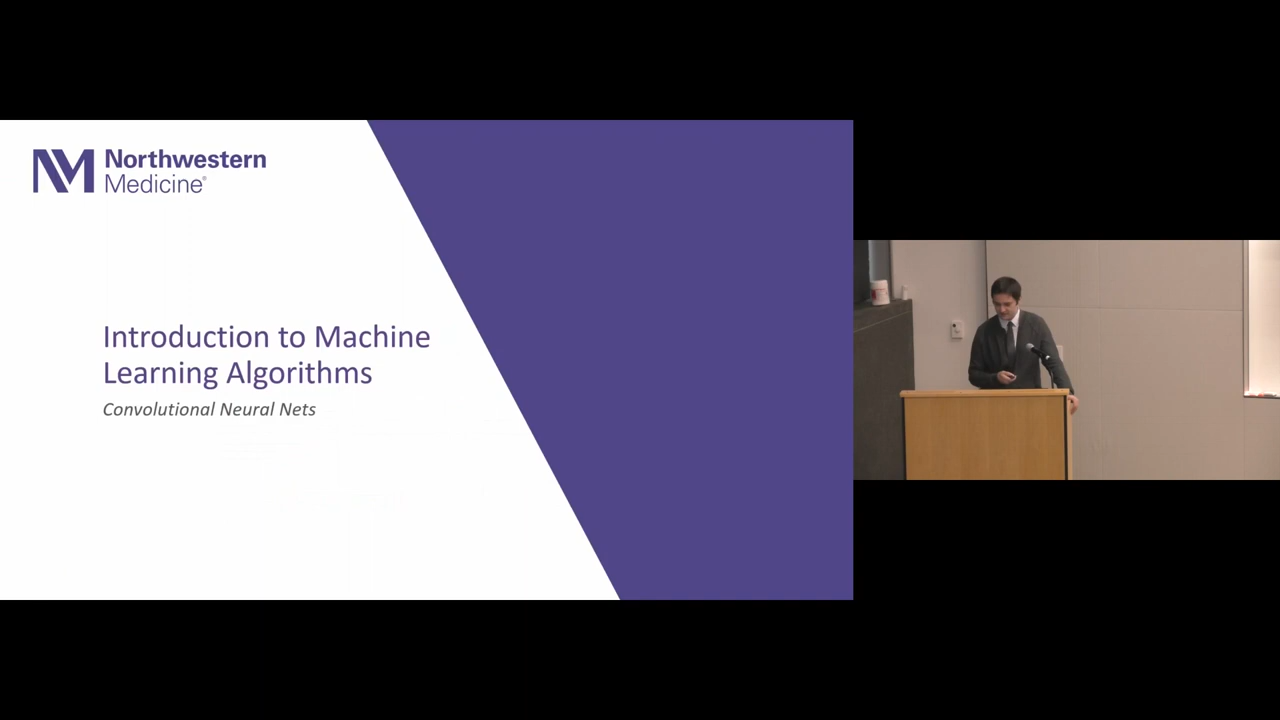 Northwestern
Medicine®
Introduction to Machine
Learning Algorithms
Convolutional Neural Nets